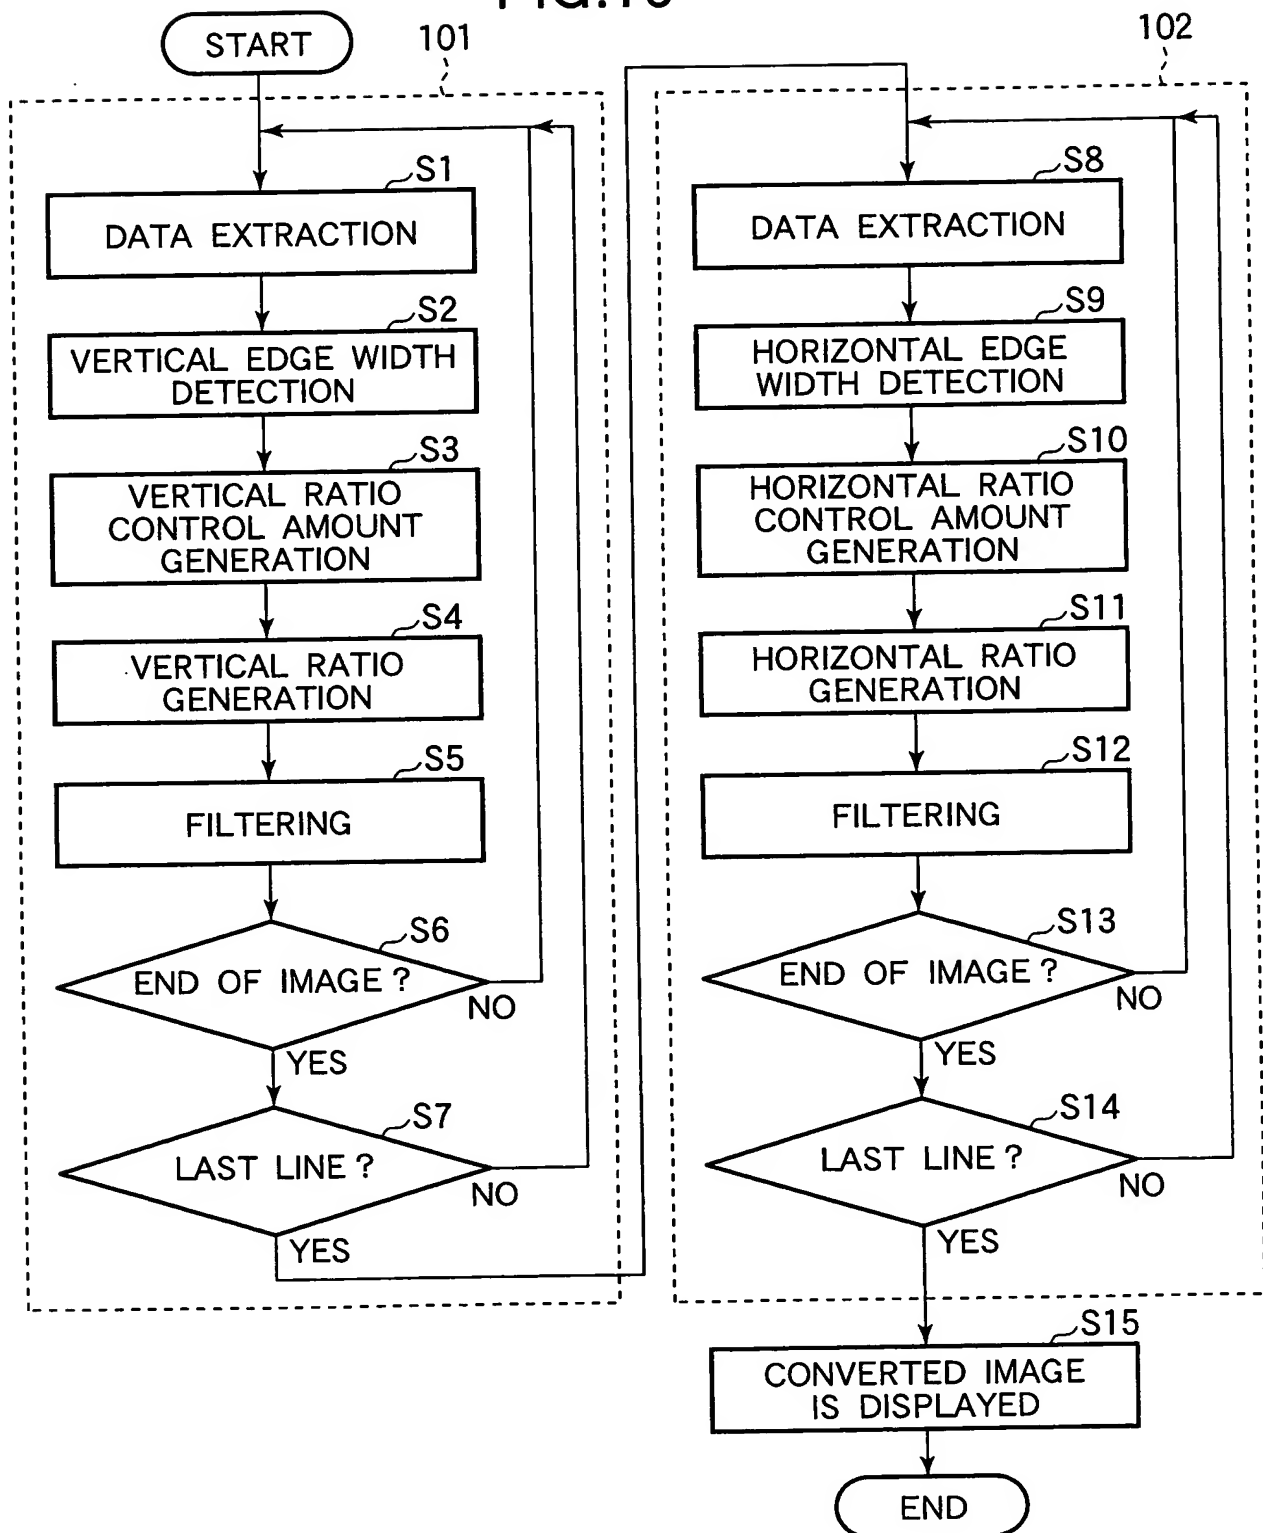 START
101
S1
DATA EXTRACTION
S2
VERTICAL EDGE WIDTH
DETECTION
S3
VERTICAL RATIO
CONTROL AMOUNT
GENERATION
S4
VERTICAL RATIO
GENERATION
S5
FILTERING
S6
END OF IMAGE?
NO
YES
S7
LAST LINE?
NO
YES
102
S8
DATA EXTRACTION
S9
HORIZONTAL EDGE
WIDTH DETECTION
S10
HORIZONTAL RATIO
CONTROL AMOUNT
GENERATION
S11
HORIZONTAL RATIO
GENERATION
S12
FILTERING
S13
END OF IMAGE?
NO
YES
S14
LAST LINE?
NO
YES
S15
CONVERTED IMAGE
IS DISPLAYED
END